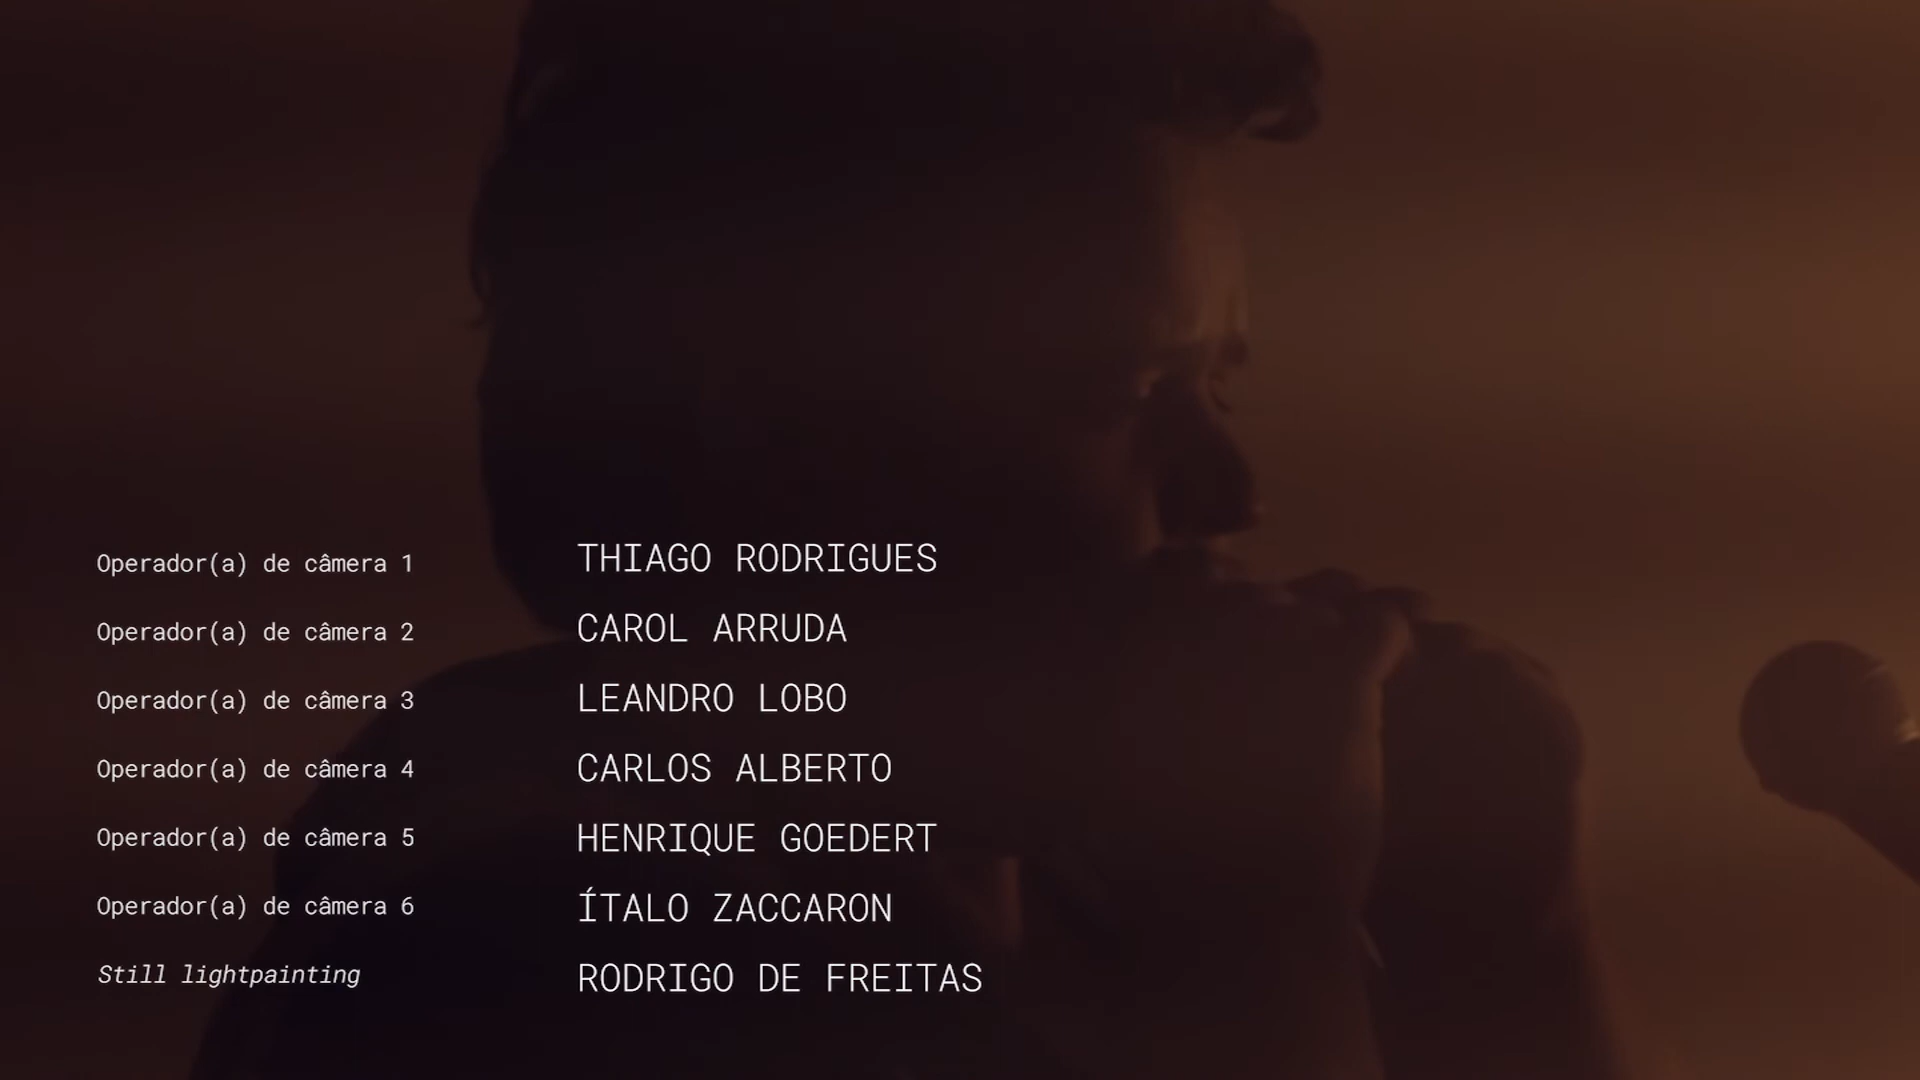 Operador(a) de câmera 1 THIAGO RODRIGUES
Operador(a) de câmera 2 CAROL ARRUDA
Operador(a) de câmera 3 LEANDRO LOBO
Operador(a) de câmera 4 CARLOS ALBERTO
Operador(a) de câmera 5 HENRIQUE GOEDERT
Operador(a) de câmera 6 ÍTALO ZACCARON
Still lightpainting RODRIGO DE FREITAS